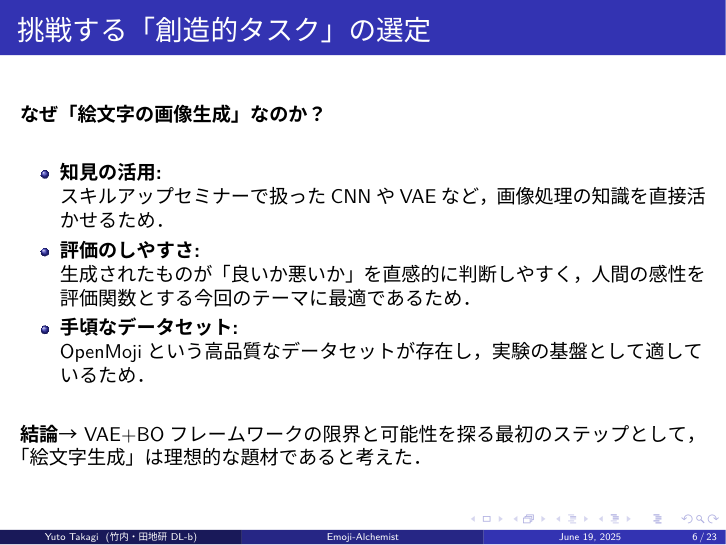 挑戦する「創造的タスク」の選定
なぜ「絵文字の画像生成」なのか？
知見の活用:
スキルアップセミナーで扱った CNN や VAE など，画像処理の知識を直接活
かせるため．
評価のしやすさ:
生成されたものが「良いか悪いか」を直感的に判断しやすく，人間の感性を
評価関数とする今回のテーマに最適であるため．
手頃なデータセット:
OpenMoji という高品質なデータセットが存在し，実験の基盤として適して
いるため．
結論→ VAE+BO フレームワークの限界と可能性を探る最初のステップとして，
「絵文字生成」は理想的な題材であると考えた．
Yuto Takagi (竹内・田地研 DL-b) Emoji-Alchemist June 19, 2025 6 / 23